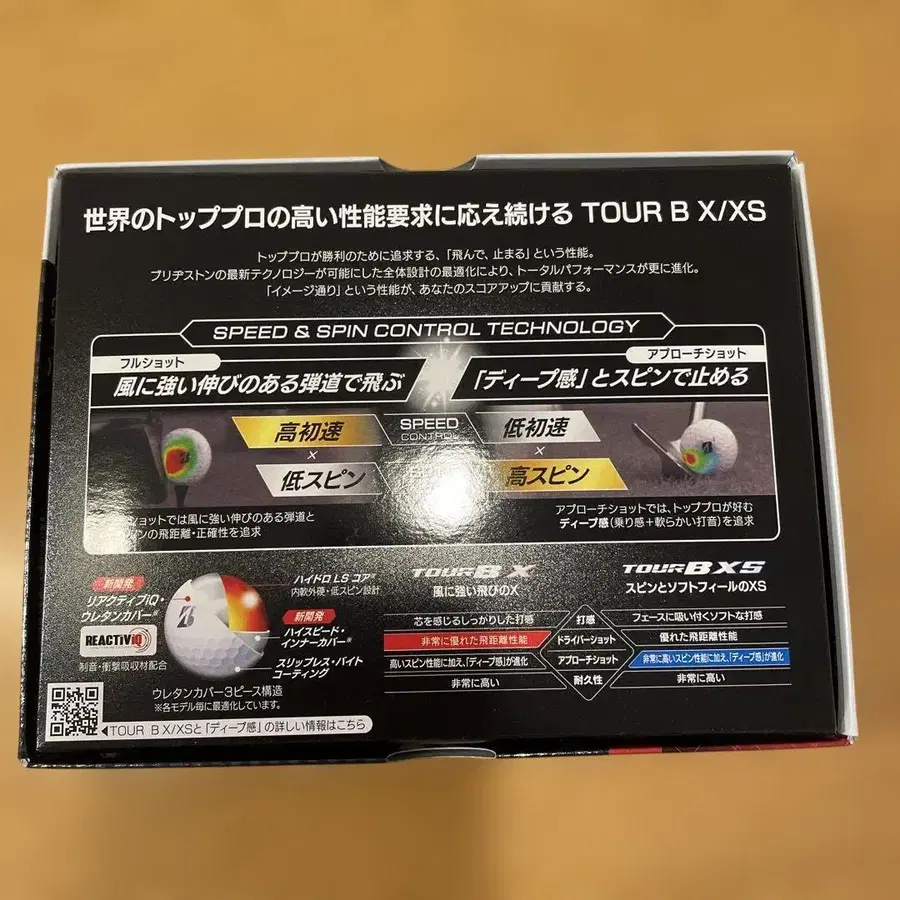 世界のトッププロの高い性能要求に応え続ける TOUR B X/XS
トッププロが勝利のために追求する、「飛んで、止まる」という性能。
ブリヂストンの最新テクノロジーが可能にした全体設計の最適化により、トータルパフォーマンスが更に進化。
「イメージ通り」という性能が、あなたのスコアアップに貢献する。
SPEED & SPIN CONTROL TECHNOLOGY
フルショット
風に強い伸びのある弾道で飛ぶ
アプローチショット
「ディープ感」とスピンで止める
高初速
×
低スピン
SPEED
CONTROL
低初速
×
高スピン
ショットでは風に強い伸びのある弾道と
の飛距離・正確性を追求
アプローチショットでは、トッププロが好む
ディープ感(乗り感+軟らかい打音)を追求
新開発
リアクティブiQ・
ウレタンカバー※
REACTiV iQ
制音・衝撃吸収材配合
ハイドロ LS コア※
内軟外硬・低スピン設計
新開発
ハイスピード・
インナーカバー※
スリップレス・バイト
コーティング
ウレタンカバー3ピース構造
※各モデル毎に最適化しています。
◀TOUR B X/XSと「ディープ感」の詳しい情報はこちら
TOUR B X
風に強い飛びのX
TOUR B XS
スピンとソフトフィールのXS
芯を感じるしっかりした打感 打感 フェースに吸い付くソフトな打感
非常に優れた飛距離性能 ドライバーショット 優れた飛距離性能
高いスピン性能に加え、「ディープ感」が進化 アプローチショット 非常に高いスピン性能に加え、「ディープ感」が進化
非常に高い 耐久性 非常に高い